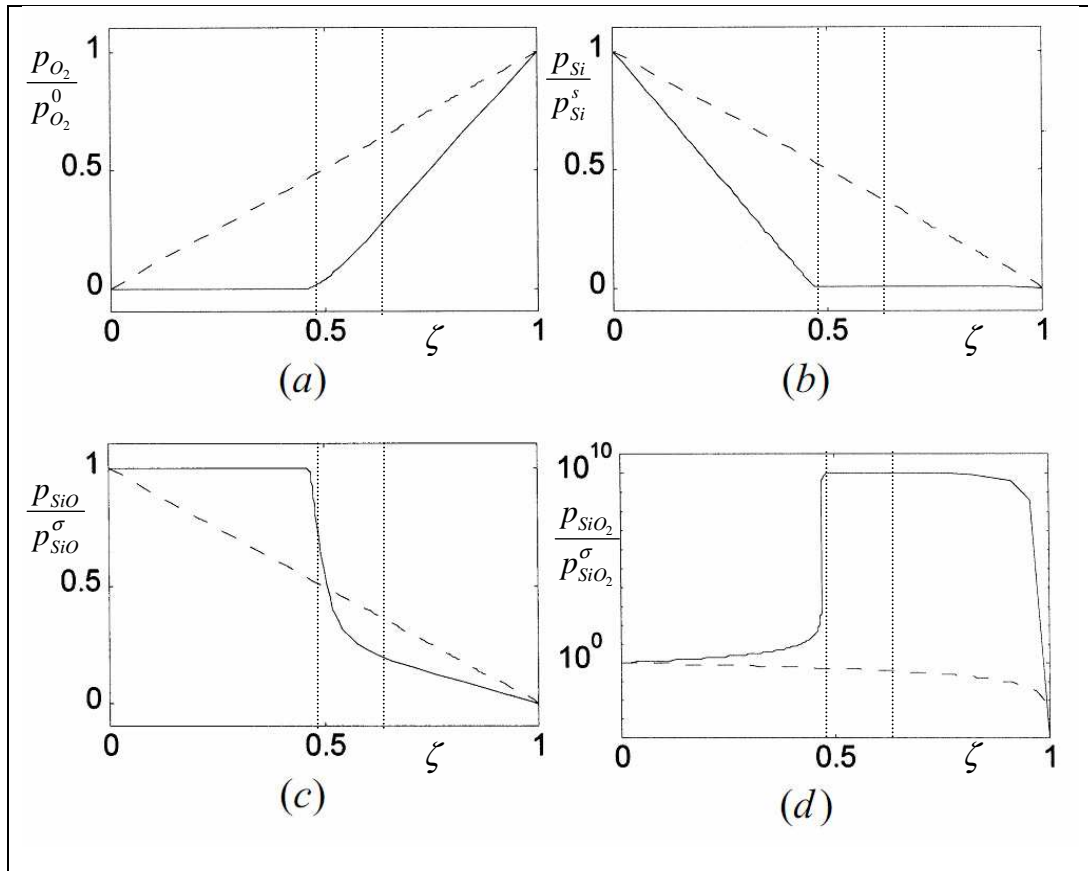 1
p_{O_2} / p^0_{O_2}
0.5
0
0 0.5 ζ 1
(a)
1
p_{Si} / p^s_{Si}
0.5
0
0 0.5 ζ 1
(b)
1
p_{SiO} / p^σ_{SiO}
0.5
0
0 0.5 ζ 1
(c)
10^{10}
p_{SiO_2} / p^σ_{SiO_2}
10^0
0 0.5 ζ 1
(d)